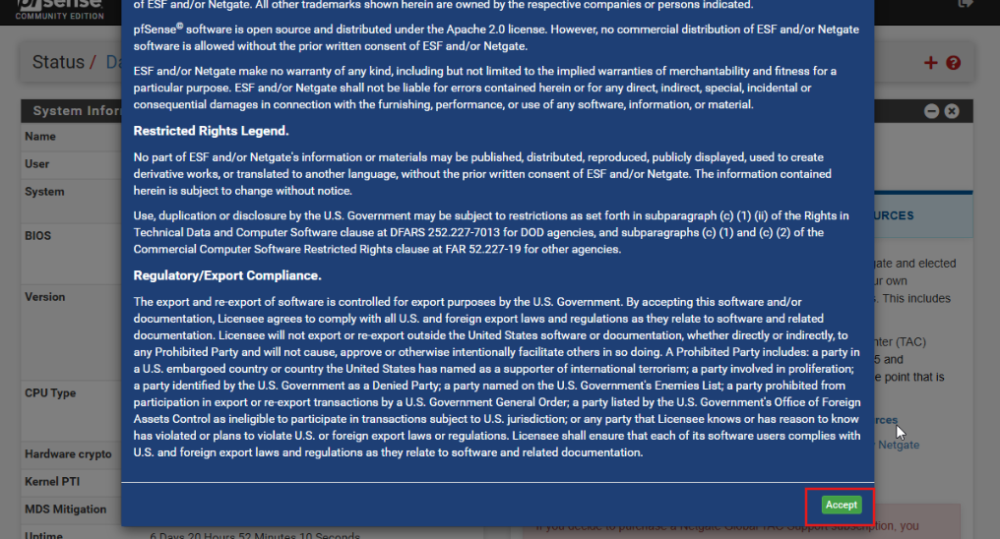 COMMUNITY EDITION
of ESF and/or Netgate. All other trademarks shown herein are owned by the respective companies or persons indicated.
pfSense® software is open source and distributed under the Apache 2.0 license. However, no commercial distribution of ESF and/or Netgate
software is allowed without the prior written consent of ESF and/or Netgate.
ESF and/or Netgate make no warranty of any kind, including but not limited to the implied warranties of merchantability and fitness for a
particular purpose. ESF and/or Netgate shall not be liable for errors contained herein or for any direct, indirect, special, incidental or
consequential damages in connection with the furnishing, performance, or use of any software, information, or material.
Restricted Rights Legend.
No part of ESF and/or Netgate's information or materials may be published, distributed, reproduced, publicly displayed, used to create
derivative works, or translated to another language, without the prior written consent of ESF and/or Netgate. The information contained
herein is subject to change without notice.
Use, duplication or disclosure by the U.S. Government may be subject to restrictions as set forth in subparagraph (c) (1) (ii) of the Rights in
Technical Data and Computer Software clause at DFARS 252.227-7013 for DOD agencies, and subparagraphs (c) (1) and (c) (2) of the
Commercial Computer Software Restricted Rights clause at FAR 52.227-19 for other agencies.
Regulatory/Export Compliance.
The export and re-export of software is controlled for export purposes by the U.S. Government. By accepting this software and/or
documentation, Licensee agrees to comply with all U.S. and foreign export laws and regulations as they relate to software and related
documentation. Licensee will not export or re-export outside the United States software or documentation, whether directly or indirectly, to
any Prohibited Party and will not cause, approve or otherwise intentionally facilitate others in so doing. A Prohibited Party includes: a party in
a U.S. embargoed country or country the United States has named as a supporter of international terrorism; a party involved in proliferation;
a party identified by the U.S. Government as a Denied Party; a party named on the U.S. Government's Enemies List; a party prohibited from
participation in export or re-export transactions by a U.S. Government General Order; a party listed by the U.S. Government's Office of Foreign
Assets Control as ineligible to participate in transactions subject to U.S. jurisdiction; or any party that Licensee knows or has reason to know
has violated or plans to violate U.S. or foreign export laws or regulations. Licensee shall ensure that each of its software users complies with
U.S. and foreign export laws and regulations as they relate to software and related documentation.
Accept
Status / Da
System Infor
Name
User
System
BIOS
Version
CPU Type
Hardware crypto
Kernel PTI
MDS Mitigation
Uptime
6 Days 20 Hours 52 Minutes 10 Seconds
URCES
gate and elected
ur own
. This includes
nter (TAC)
5 and
e point that is
rces
Netgate
If you decide to purchase a Netgate Global TAC Support subscription, you